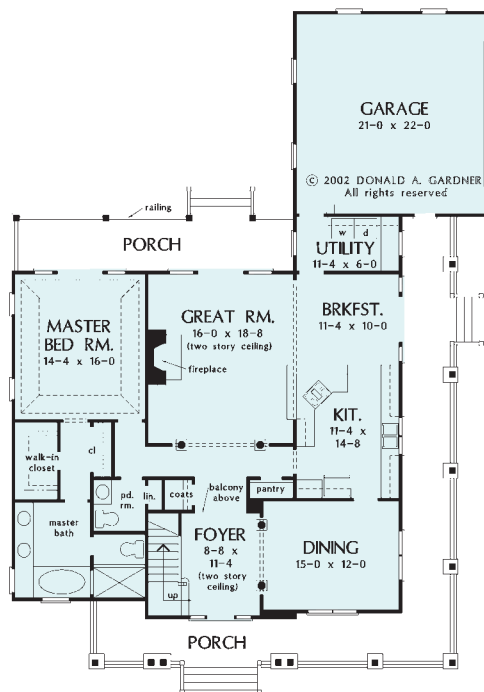 GARAGE
21-0 x 22-0
© 2002 DONALD A. GARDNER
All rights reserved
railing
PORCH
w d
UTILITY
11-4 x 6-0
MASTER
BED RM.
14-4 x 16-0
GREAT RM.
16-0 x 18-8
(two story ceiling)
fireplace
BRKFST.
11-4 x 10-0
KIT.
11-4 x
14-8
walk-in
closet
cl
pd.
rm.
lin.
coats
balcony
above
pantry
master
bath
FOYER
8-8 x
11-4
(two story
ceiling)
up
DINING
15-0 x 12-0
PORCH